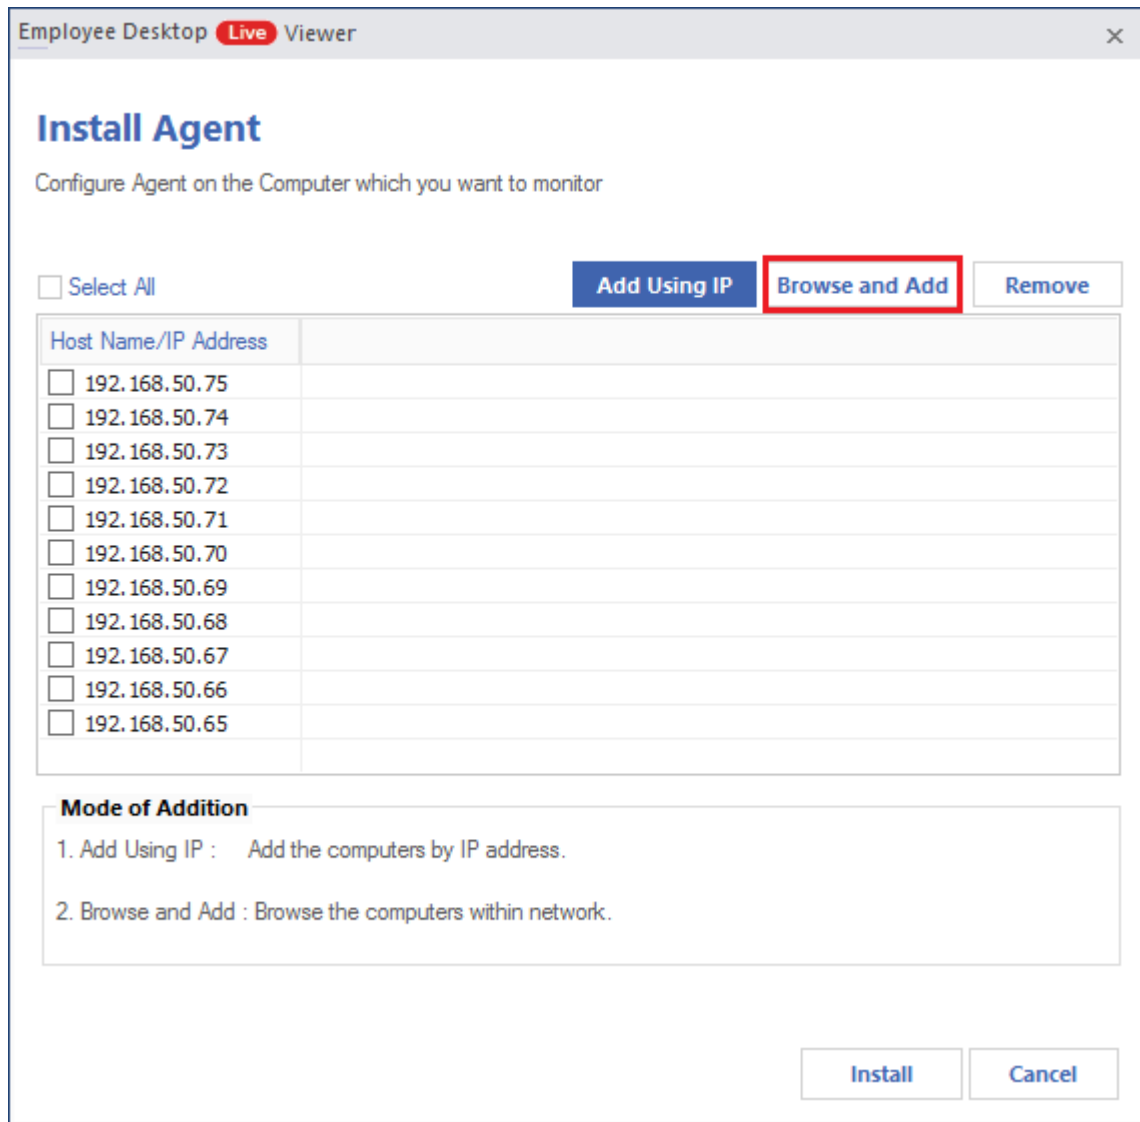 Employee Desktop Live Viewer
Install Agent
Configure Agent on the Computer which you want to monitor
Select All
Add Using IP
Browse and Add
Remove
Host Name/IP Address
192.168.50.75
192.168.50.74
192.168.50.73
192.168.50.72
192.168.50.71
192.168.50.70
192.168.50.69
192.168.50.68
192.168.50.67
192.168.50.66
192.168.50.65
Mode of Addition
1. Add Using IP : Add the computers by IP address.
2. Browse and Add : Browse the computers within network.
Install
Cancel